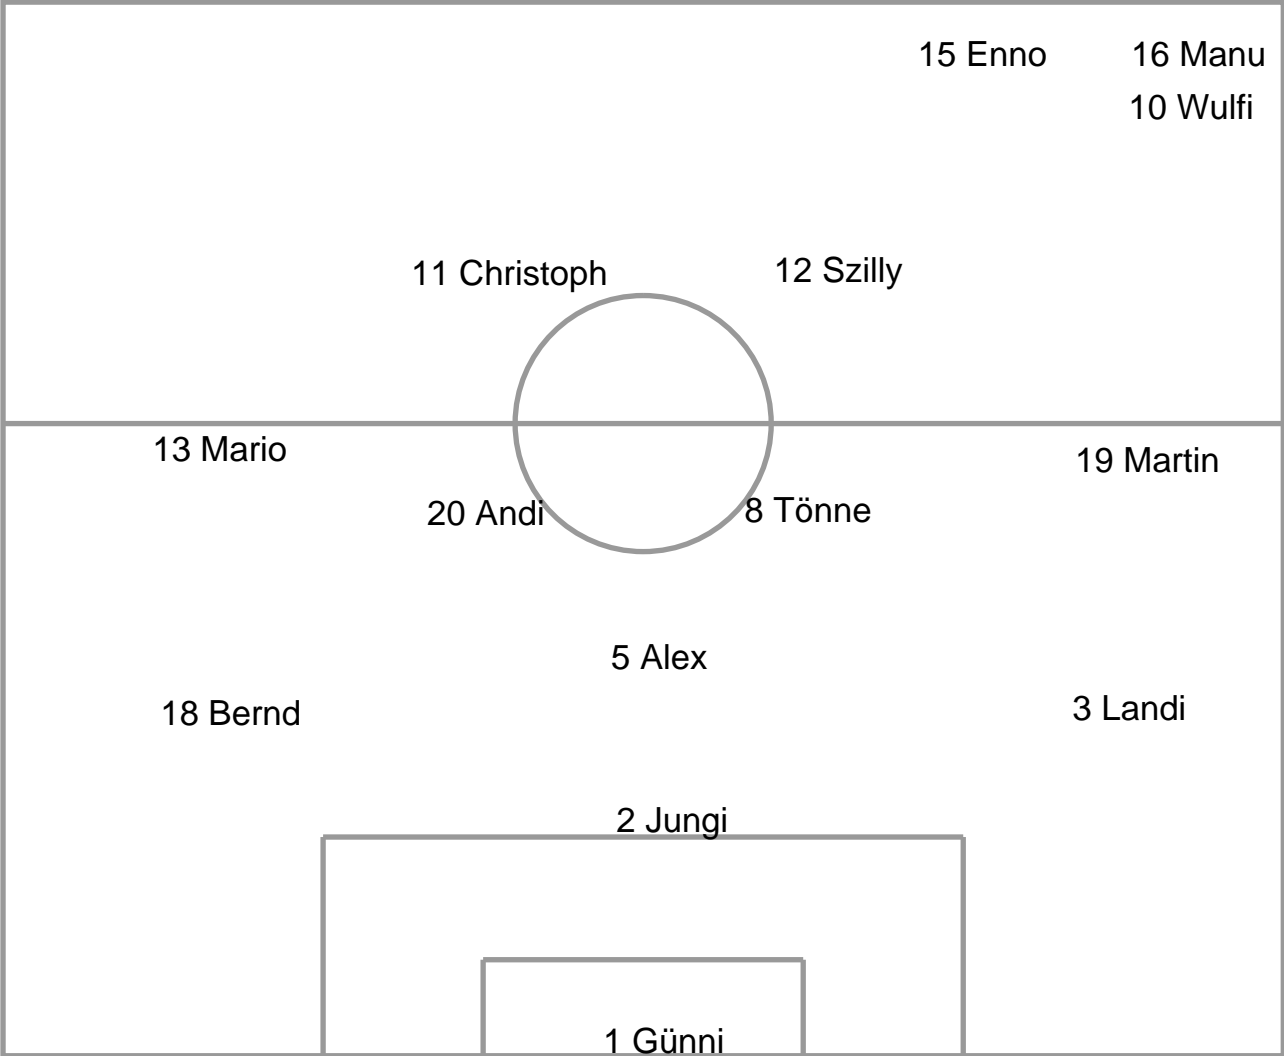 15 Enno
16 Manu
10 Wulfi
11 Christoph
12 Szilly
13 Mario
19 Martin
20 Andi
8 Tönne
5 Alex
18 Bernd
3 Landi
2 Jungi
1 Günni